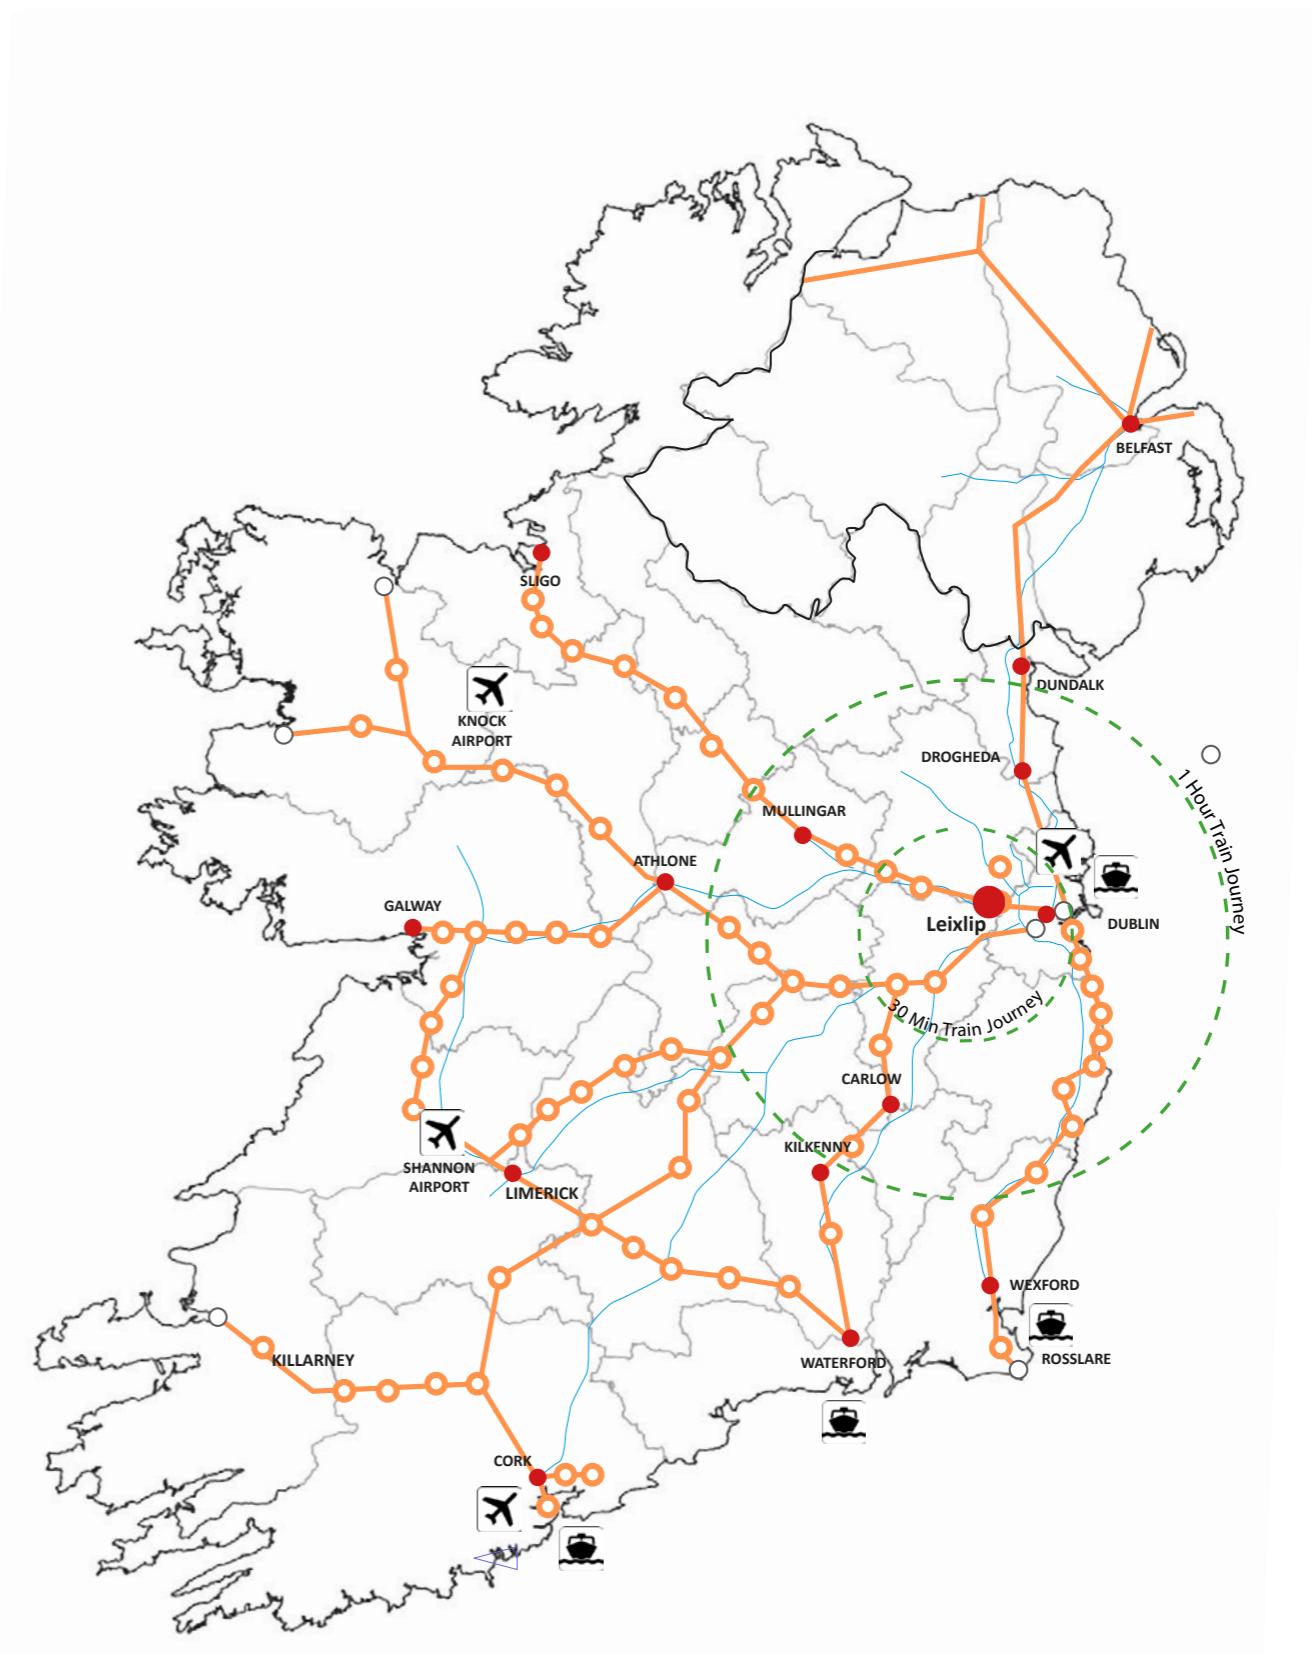 BELFAST
SLIGO
DUNDALK
KNOCK
AIRPORT
DROGHEDA
1 Hour Train Journey
MULLINGAR
ATHLONE
GALWAY
Leixlip
DUBLIN
30 Min Train Journey
CARLOW
KILKENNY
SHANNON
AIRPORT
LIMERICK
WEXFORD
ROSSLARE
KILLARNEY
WATERFORD
CORK